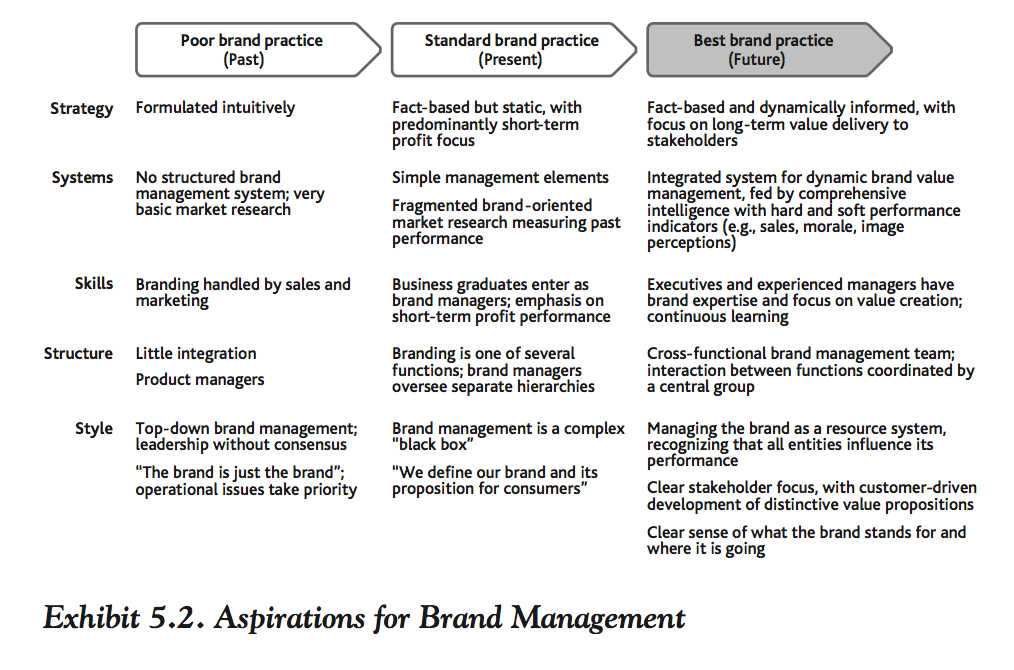 Poor brand practice
(Past)
Standard brand practice
(Present)
Best brand practice
(Future)
Strategy
Formulated intuitively
Fact-based but static, with
predominantly short-term
profit focus
Fact-based and dynamically informed, with
focus on long-term value delivery to
stakeholders
Systems
No structured brand
management system; very
basic market research
Simple management elements
Fragmented brand-oriented
market research measuring past
performance
Integrated system for dynamic brand value
management, fed by comprehensive
intelligence with hard and soft performance
indicators (e.g., sales, morale, image
perceptions)
Skills
Branding handled by sales and
marketing
Business graduates enter as
brand managers; emphasis on
short-term profit performance
Executives and experienced managers have
brand expertise and focus on value creation;
continuous learning
Structure
Little integration
Product managers
Branding is one of several
functions; brand managers
oversee separate hierarchies
Cross-functional brand management team;
interaction between functions coordinated by
a central group
Style
Top-down brand management;
leadership without consensus
“The brand is just the brand”;
operational issues take priority
Brand management is a complex
“black box”
“We define our brand and its
proposition for consumers”
Managing the brand as a resource system,
recognizing that all entities influence its
performance
Clear stakeholder focus, with customer-driven
development of distinctive value propositions
Clear sense of what the brand stands for and
where it is going
Exhibit 5.2. Aspirations for Brand Management